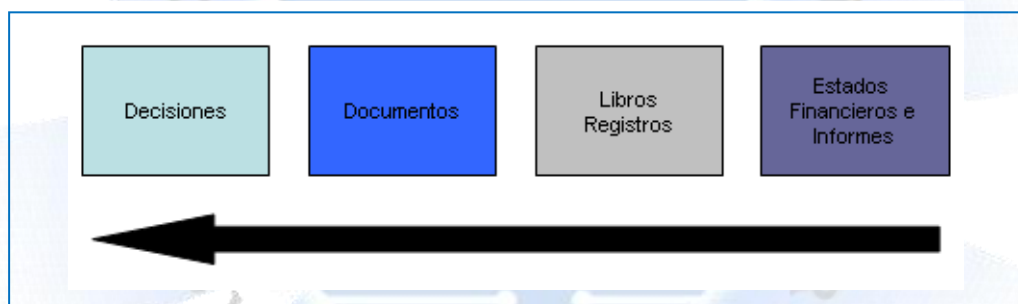 Decisiones
Documentos
Libros
Registros
Estados
Financieros e
Informes